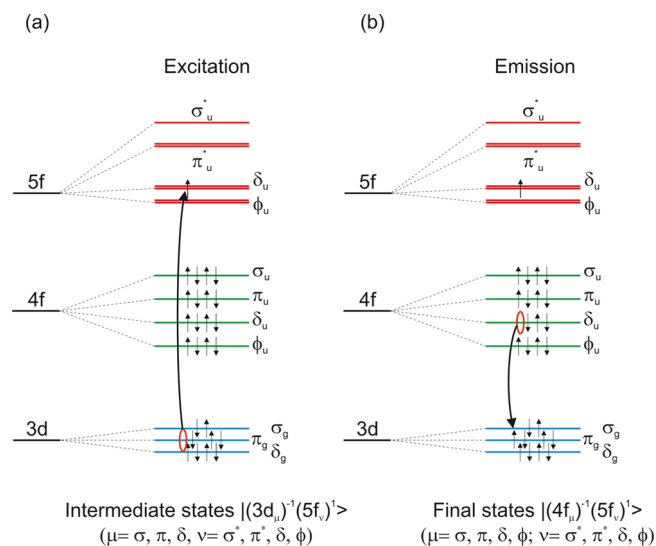 (a)
Excitation
σ*ᵤ
π*ᵤ
5f
δᵤ
ϕᵤ
4f
σᵤ
πᵤ
δᵤ
ϕᵤ
3d
σg
πg
δg
Intermediate states |(3dμ)⁻¹(5fν)¹>
(μ= σ, π, δ, ν= σ*, π*, δ, ϕ)
(b)
Emission
σ*ᵤ
π*ᵤ
5f
δᵤ
ϕᵤ
4f
σᵤ
πᵤ
δᵤ
ϕᵤ
3d
σg
πg
δg
Final states |(4fμ)⁻¹(5fν)¹>
(μ= σ, π, δ, ϕ; ν= σ*, π*, δ, ϕ)